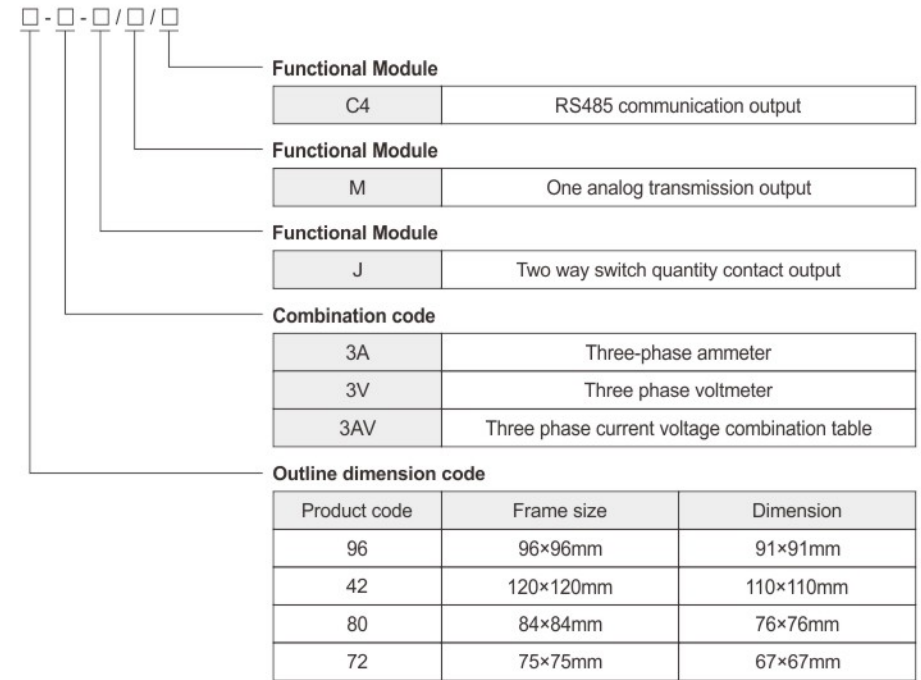 □ - □ - □ / □ / □
Functional Module
C4 RS485 communication output
Functional Module
M One analog transmission output
Functional Module
J Two way switch quantity contact output
Combination code
3A Three-phase ammeter
3V Three phase voltmeter
3AV Three phase current voltage combination table
Outline dimension code
Product code Frame size Dimension
96 96×96mm 91×91mm
42 120×120mm 110×110mm
80 84×84mm 76×76mm
72 75×75mm 67×67mm